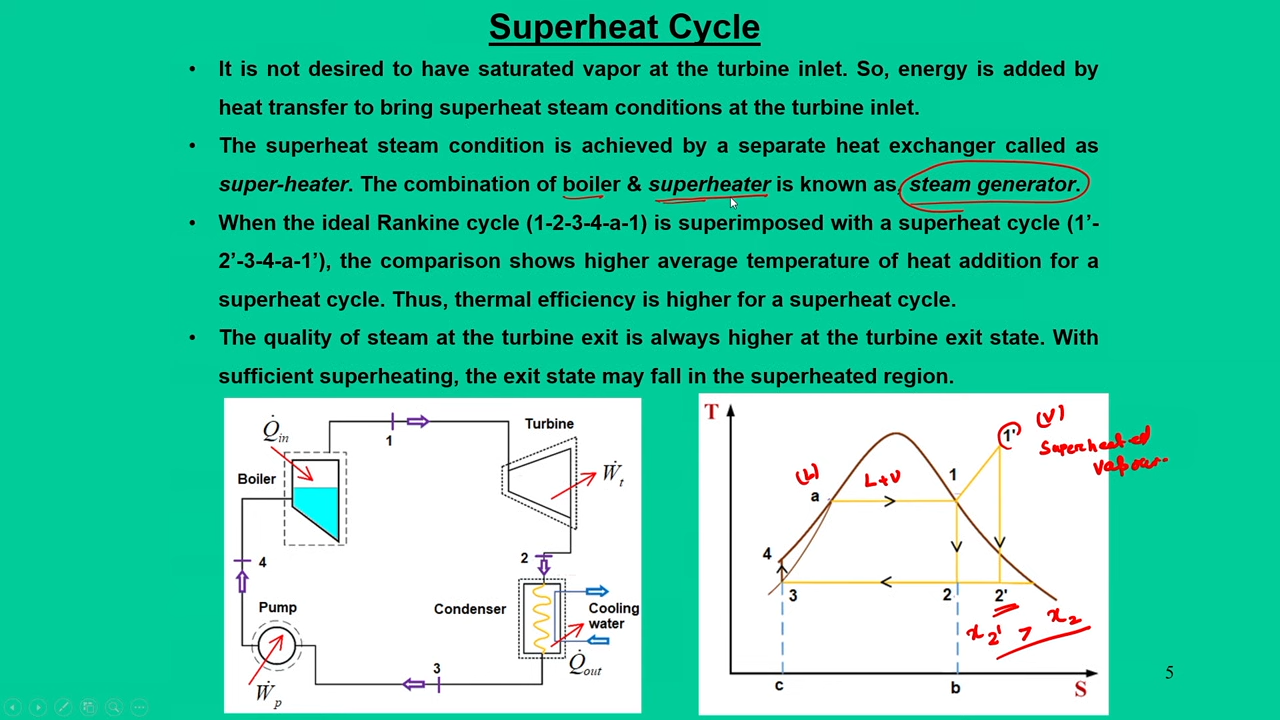 Superheat Cycle
• It is not desired to have saturated vapor at the turbine inlet. So, energy is added by
heat transfer to bring superheat steam conditions at the turbine inlet.
• The superheat steam condition is achieved by a separate heat exchanger called as
super-heater. The combination of boiler & superheater is known as steam generator.
• When the ideal Rankine cycle (1-2-3-4-a-1) is superimposed with a superheat cycle (1’-
2’-3-4-a-1’), the comparison shows higher average temperature of heat addition for a
superheat cycle. Thus, thermal efficiency is higher for a superheat cycle.
• The quality of steam at the turbine exit is always higher at the turbine exit state. With
sufficient superheating, the exit state may fall in the superheated region.
Q̇in
1
Turbine
Boiler
Ẇt
2
4
Pump
Condenser
Cooling
water
Q̇out
3
Ẇp
T
1'
(V)
Superheated
vapour
(L)
L+V
1
a
4
3
2
2'
x2' > x2
c
b
S
5